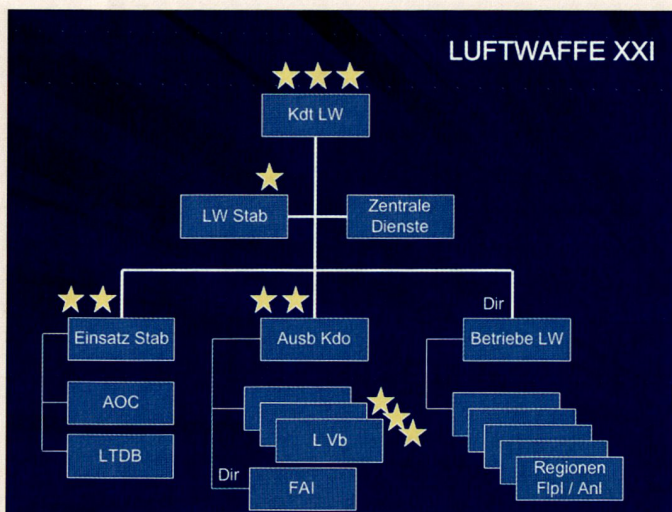 LUFTWAFFE XXI
Kdt LW
LW Stab
Zentrale
Dienste
Dir
Einsatz Stab
Ausb Kdo
Betriebe LW
AOC
LTDB
L Vb
Dir
FAI
Regionen
Flpl / Anl